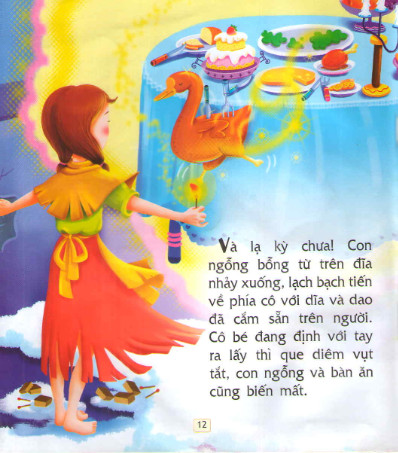 Và lạ kỳ chưa! Con
ngỗng bỗng từ trên đĩa
nhảy xuống, lạch bạch tiến
về phía cô với dĩa và dao
đã cắm sẵn trên người.
Cô bé đang định với tay
ra lấy thì que diêm vụt
tắt, con ngỗng và bàn ăn
cũng biến mất.
12